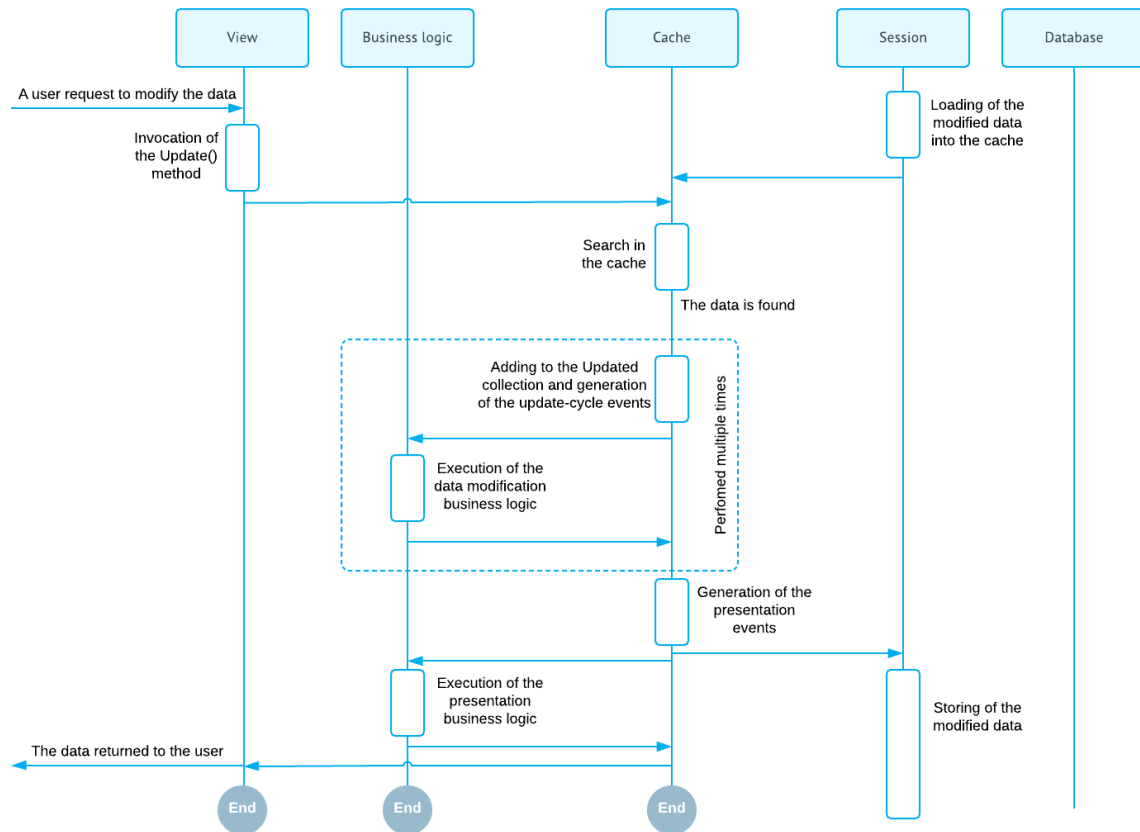 View
Business logic
Cache
Session
Database
A user request to modify the data
Loading of the
modified data
into the cache
Invocation of
the Update()
method
Search in
the cache
The data is found
Adding to the Updated
collection and generation
of the update-cycle events
Perfomed multiple times
Execution of the
data modification
business logic
Generation of the
presentation
events
Execution of the
presentation
business logic
Storing of the
modified data
The data returned to the user
End
End
End